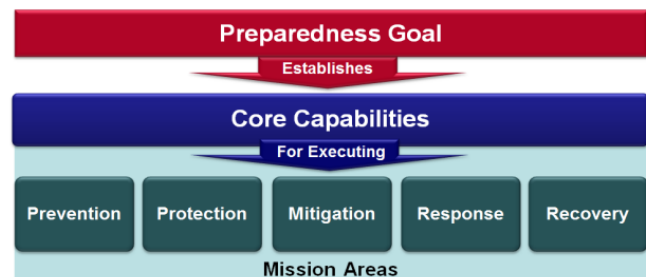 Preparedness Goal
Establishes
Core Capabilities
For Executing
Prevention Protection Mitigation Response Recovery
Mission Areas